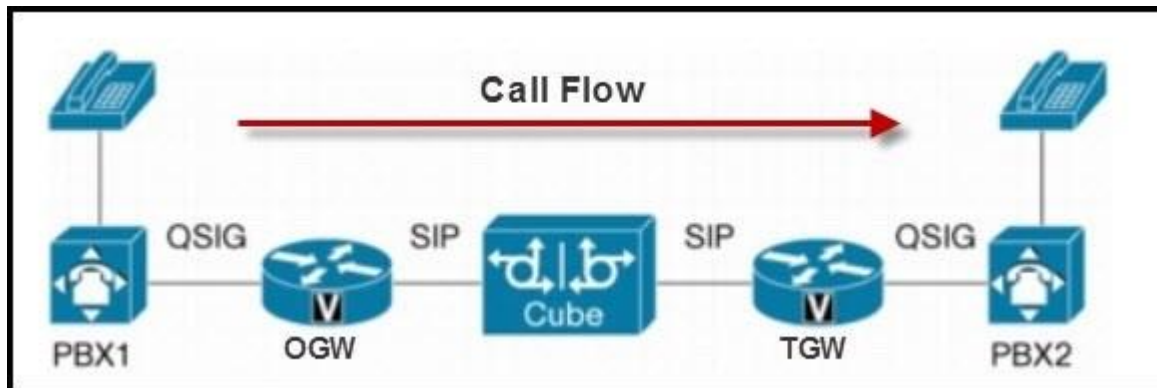 Call Flow
QSIG SIP SIP QSIG
V Cube V
PBX1 OGW TGW PBX2